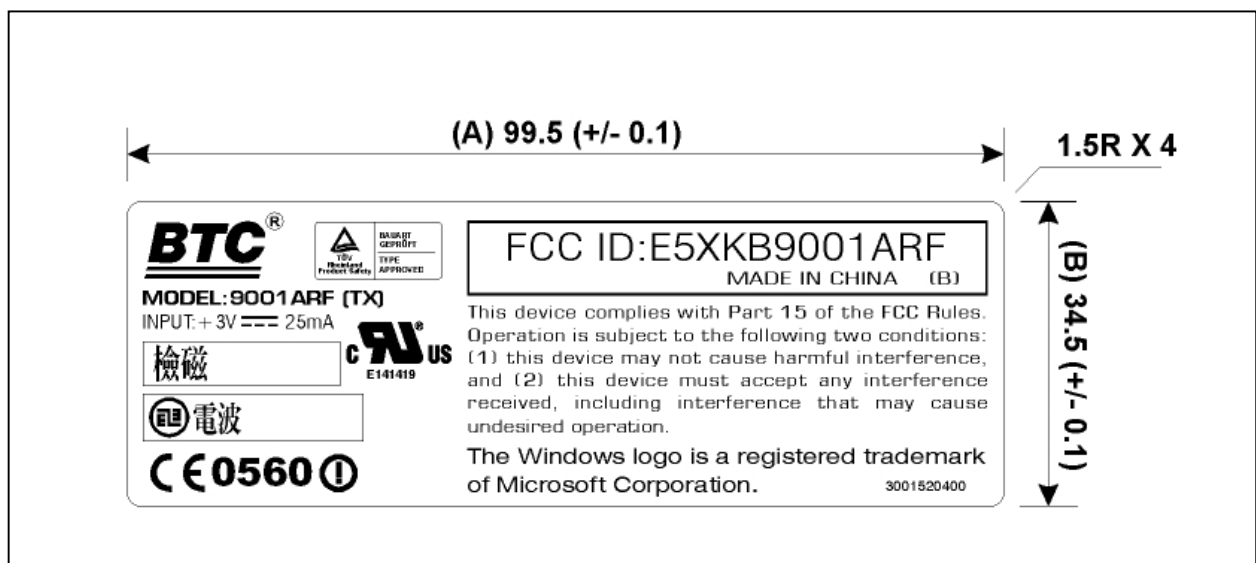 (A) 99.5 (+/- 0.1)
1.5R X 4
(B) 34.5 (+/- 0.1)
BTC®
TÜV
Rheinland
Product Safety
BAUART
GEPRÜFT
TYPE
APPROVED
MODEL:9001ARF (TX)
INPUT:+3V 25mA
檢磁
電波
C US
E141419
CE0560
FCC ID:E5XKB9001ARF
MADE IN CHINA (B)
This device complies with Part 15 of the FCC Rules.
Operation is subject to the following two conditions:
(1) this device may not cause harmful interference,
and (2) this device must accept any interference
received, including interference that may cause
undesired operation.
The Windows logo is a registered trademark
of Microsoft Corporation.
3001520400